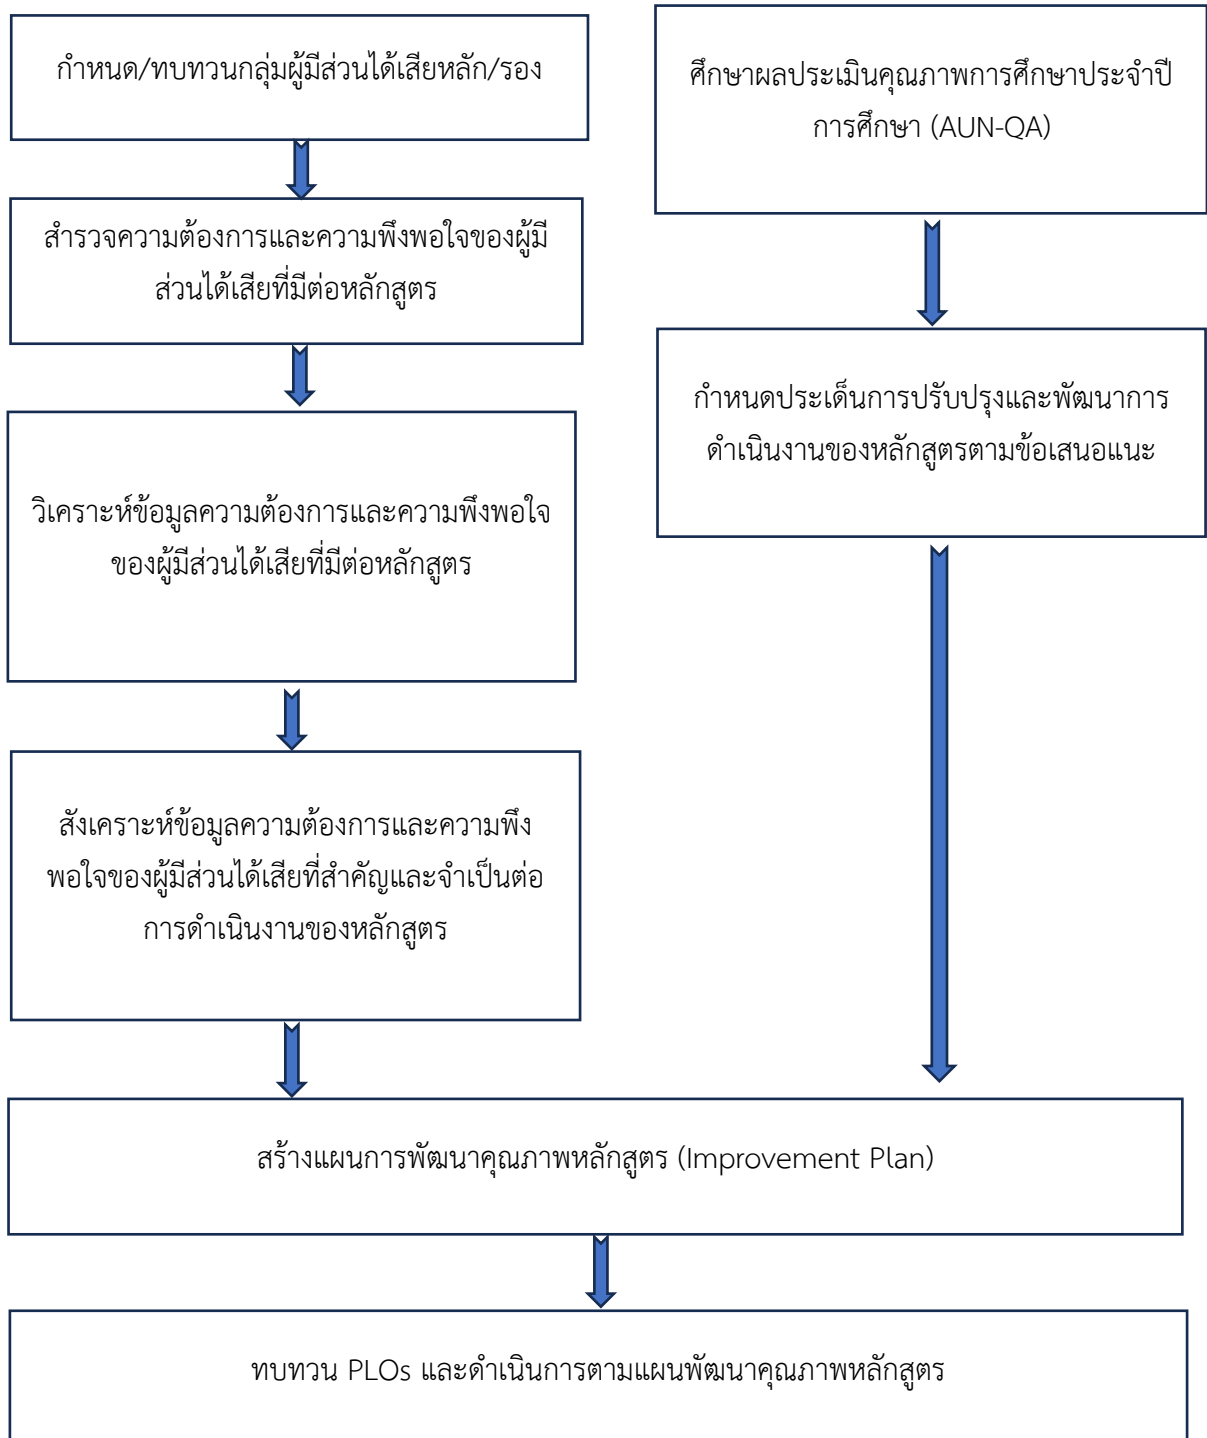 กำหนด/ทบทวนกลุ่มผู้มีส่วนได้เสียหลัก/รอง
สำรวจความต้องการและความพึงพอใจของผู้มี
ส่วนได้เสียที่มีต่อหลักสูตร
วิเคราะห์ข้อมูลความต้องการและความพึงพอใจ
ของผู้มีส่วนได้เสียที่มีต่อหลักสูตร
สังเคราะห์ข้อมูลความต้องการและความพึง
พอใจของผู้มีส่วนได้เสียที่สำคัญและจำเป็นต่อ
การดำเนินงานของหลักสูตร
ศึกษาผลประเมินคุณภาพการศึกษาประจำปี
การศึกษา (AUN-QA)
กำหนดประเด็นการปรับปรุงและพัฒนาการ
ดำเนินงานของหลักสูตรตามข้อเสนอแนะ
สร้างแผนการพัฒนาคุณภาพหลักสูตร (Improvement Plan)
ทบทวน PLOs และดำเนินการตามแผนพัฒนาคุณภาพหลักสูตร